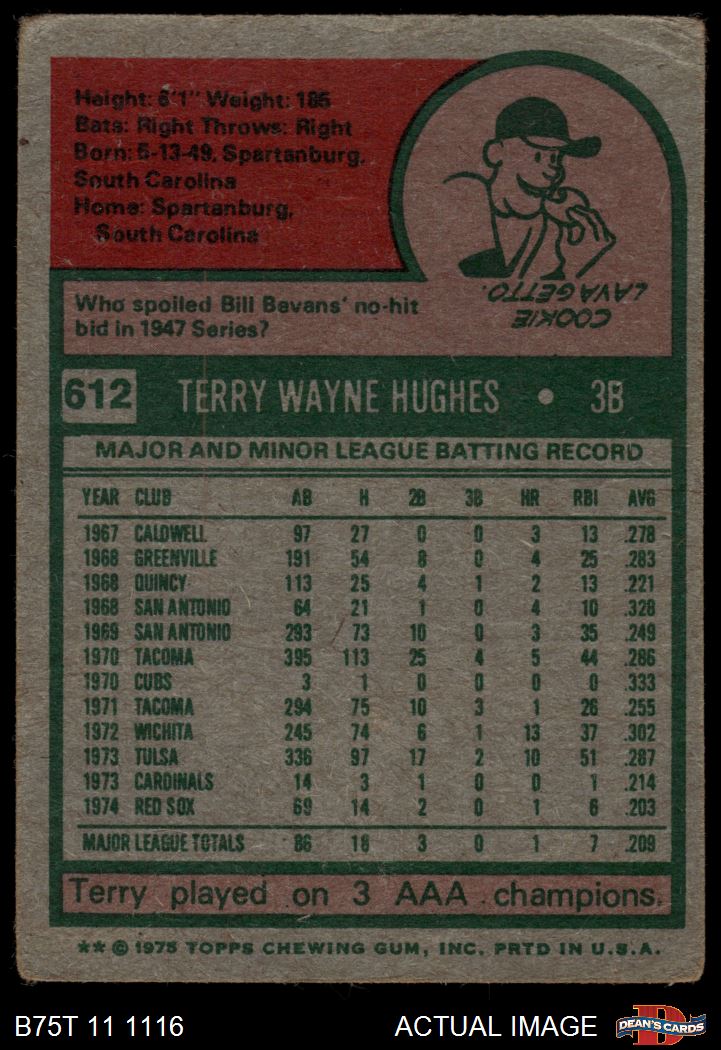 Height: 6'1" Weight: 185
Bats: Right Throws: Right
Born: 5-13-49, Spartanburg,
South Carolina
Home: Spartanburg,
South Carolina
COOKIE
LAVAGETTO.
Who spoiled Bill Bevans' no-hit
bid in 1947 Series?
612 TERRY WAYNE HUGHES • 3B
MAJOR AND MINOR LEAGUE BATTING RECORD
YEAR CLUB AB H 2B 3B HR RBI AVG
1967 CALDWELL 97 27 0 0 3 13 .278
1968 GREENVILLE 191 54 8 0 4 25 .283
1968 QUINCY 113 25 4 1 2 13 .221
1968 SAN ANTONIO 64 21 1 0 4 10 .328
1969 SAN ANTONIO 293 73 10 0 3 35 .249
1970 TACOMA 395 113 25 4 5 44 .286
1970 CUBS 3 1 0 0 0 0 .333
1971 TACOMA 294 75 10 3 1 26 .255
1972 WICHITA 245 74 6 1 13 37 .302
1973 TULSA 336 97 17 2 10 51 .287
1973 CARDINALS 14 3 1 0 0 1 .214
1974 RED SOX 69 14 2 0 1 6 .203
MAJOR LEAGUE TOTALS 86 18 3 0 1 7 .209
Terry played on 3 AAA champions.
** © 1975 TOPPS CHEWING GUM, INC. PRTD IN U.S.A.
B75T 11 1116 ACTUAL IMAGE D DEAN'S CARDS